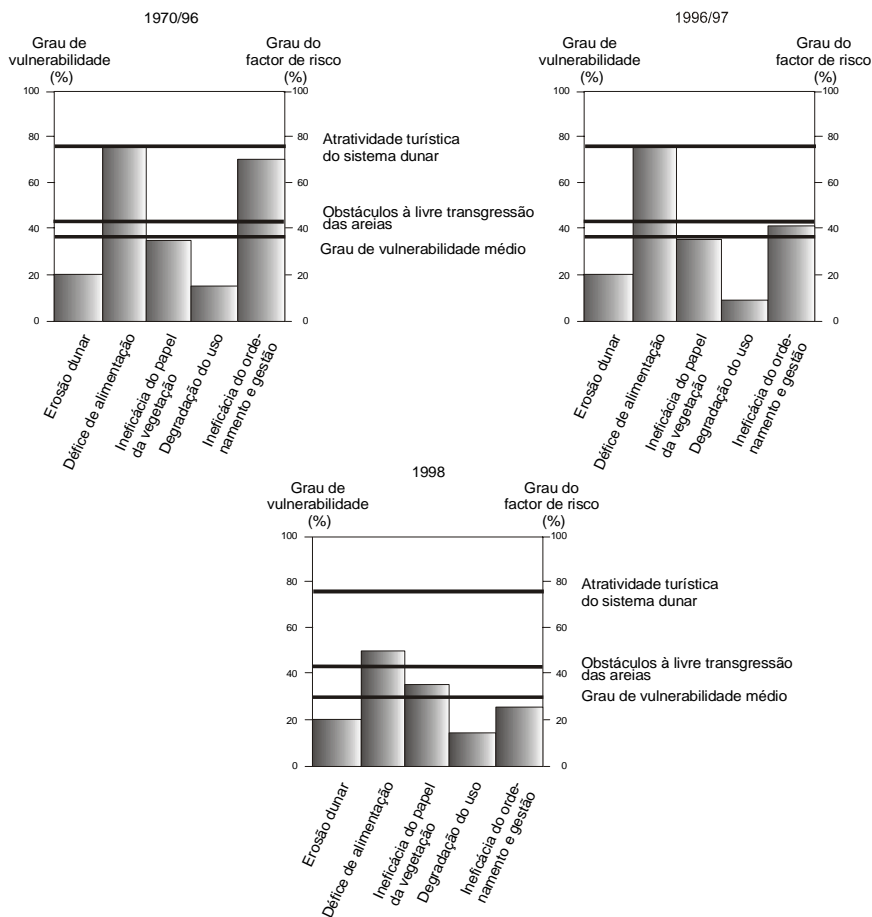 1970/96
Grau de
vulnerabilidade
(%)
Grau do
factor de risco
(%)
100
80
60
40
20
0
100
80
60
40
20
0
Atratividade turística
do sistema dunar
Obstáculos à livre transgressão
das areias
Grau de vulnerabilidade médio
Erosão dunar
Défice de alimentação
Ineficácia do papel
da vegetação
Degradação do uso
Ineficácia do orde-
namento e gestão
1996/97
Grau de
vulnerabilidade
(%)
Grau do
factor de risco
(%)
100
80
60
40
20
0
100
80
60
40
20
0
Erosão dunar
Défice de alimentação
Ineficácia do papel
da vegetação
Degradação do uso
Ineficácia do orde-
namento e gestão
1998
Grau de
vulnerabilidade
(%)
Grau do
factor de risco
(%)
100
80
60
40
20
0
100
80
60
40
20
0
Atratividade turística
do sistema dunar
Obstáculos à livre transgressão
das areias
Grau de vulnerabilidade médio
Erosão dunar
Défice de alimentação
Ineficácia do papel
da vegetação
Degradação do uso
Ineficácia do orde-
namento e gestão